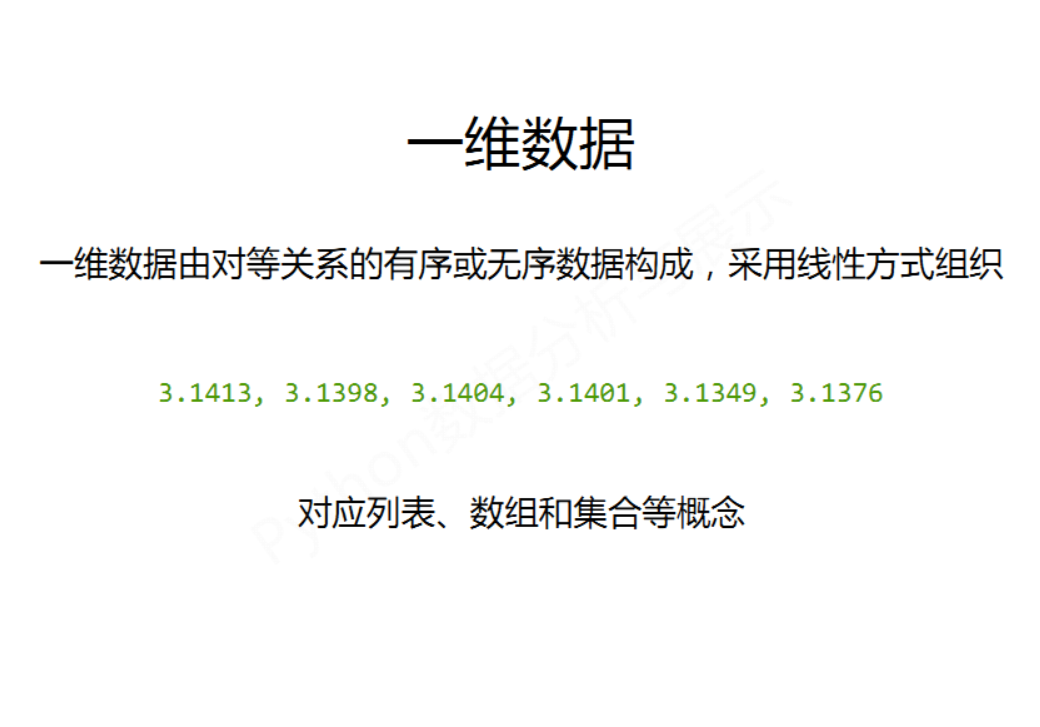 一维数据
一维数据由对等关系的有序或无序数据构成，采用线性方式组织
3.1413, 3.1398, 3.1404, 3.1401, 3.1349, 3.1376
对应列表、数组和集合等概念
Python数据分析与展示